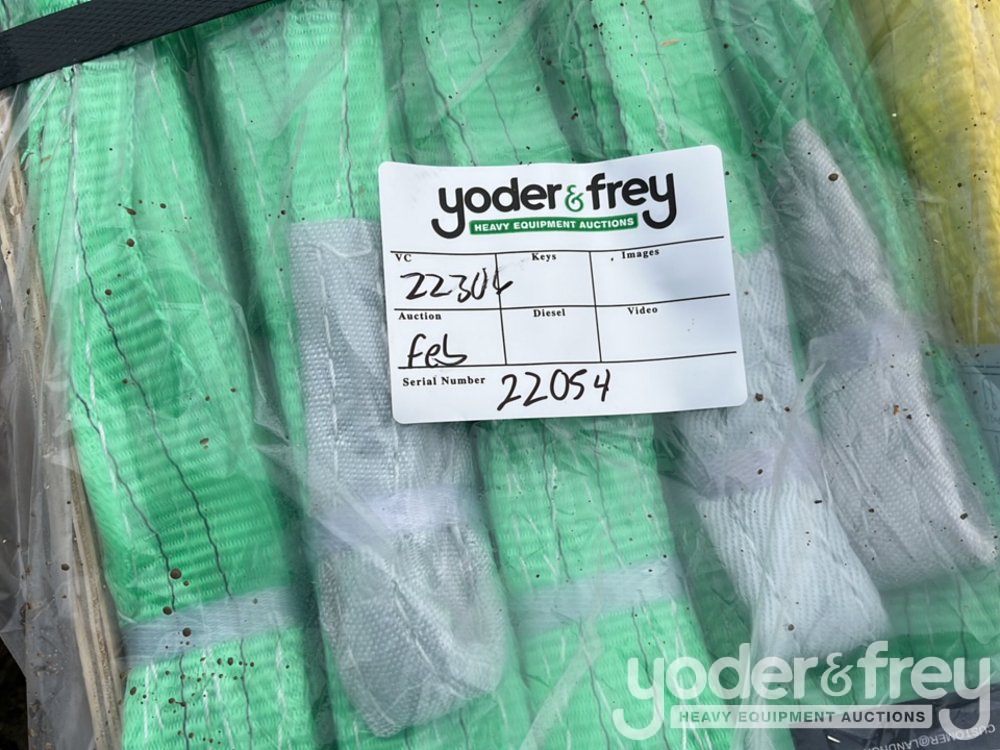 yoder & frey
HEAVY EQUIPMENT AUCTIONS
VC Keys Images
22306
Auction Diesel Video
Feb
Serial Number 22054
yoder & frey
HEAVY EQUIPMENT AUCTIONS